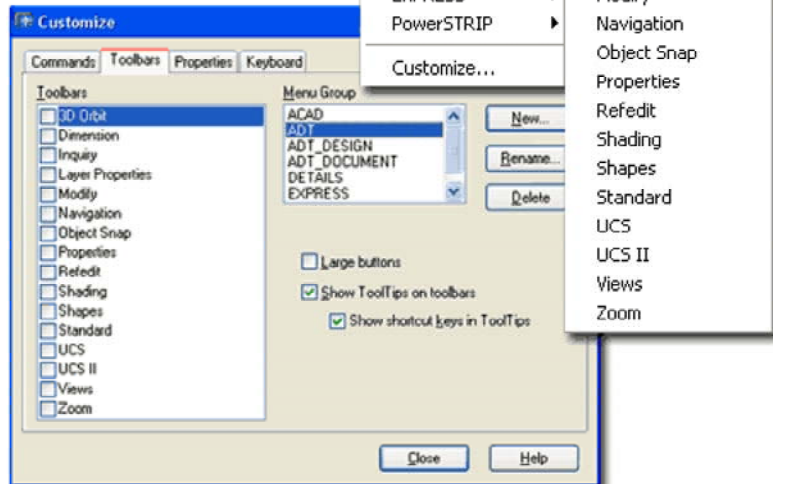 Customize
Commands Toolbars Properties Keyboard
Toolbars
3D Orbit
Dimension
Inquiry
Layer Properties
Modify
Navigation
Object Snap
Properties
Refedit
Shading
Shapes
Standard
UCS
UCS II
Views
Zoom
Menu Group
ACAD
ADT
ADT_DESIGN
ADT_DOCUMENT
DETAILS
EXPRESS
New...
Rename...
Delete
Large buttons
Show ToolTips on toolbars
Show shortcut keys in ToolTips
Close Help
EXPRESS
PowerSTRIP
Customize...
Modify
Navigation
Object Snap
Properties
Refedit
Shading
Shapes
Standard
UCS
UCS II
Views
Zoom